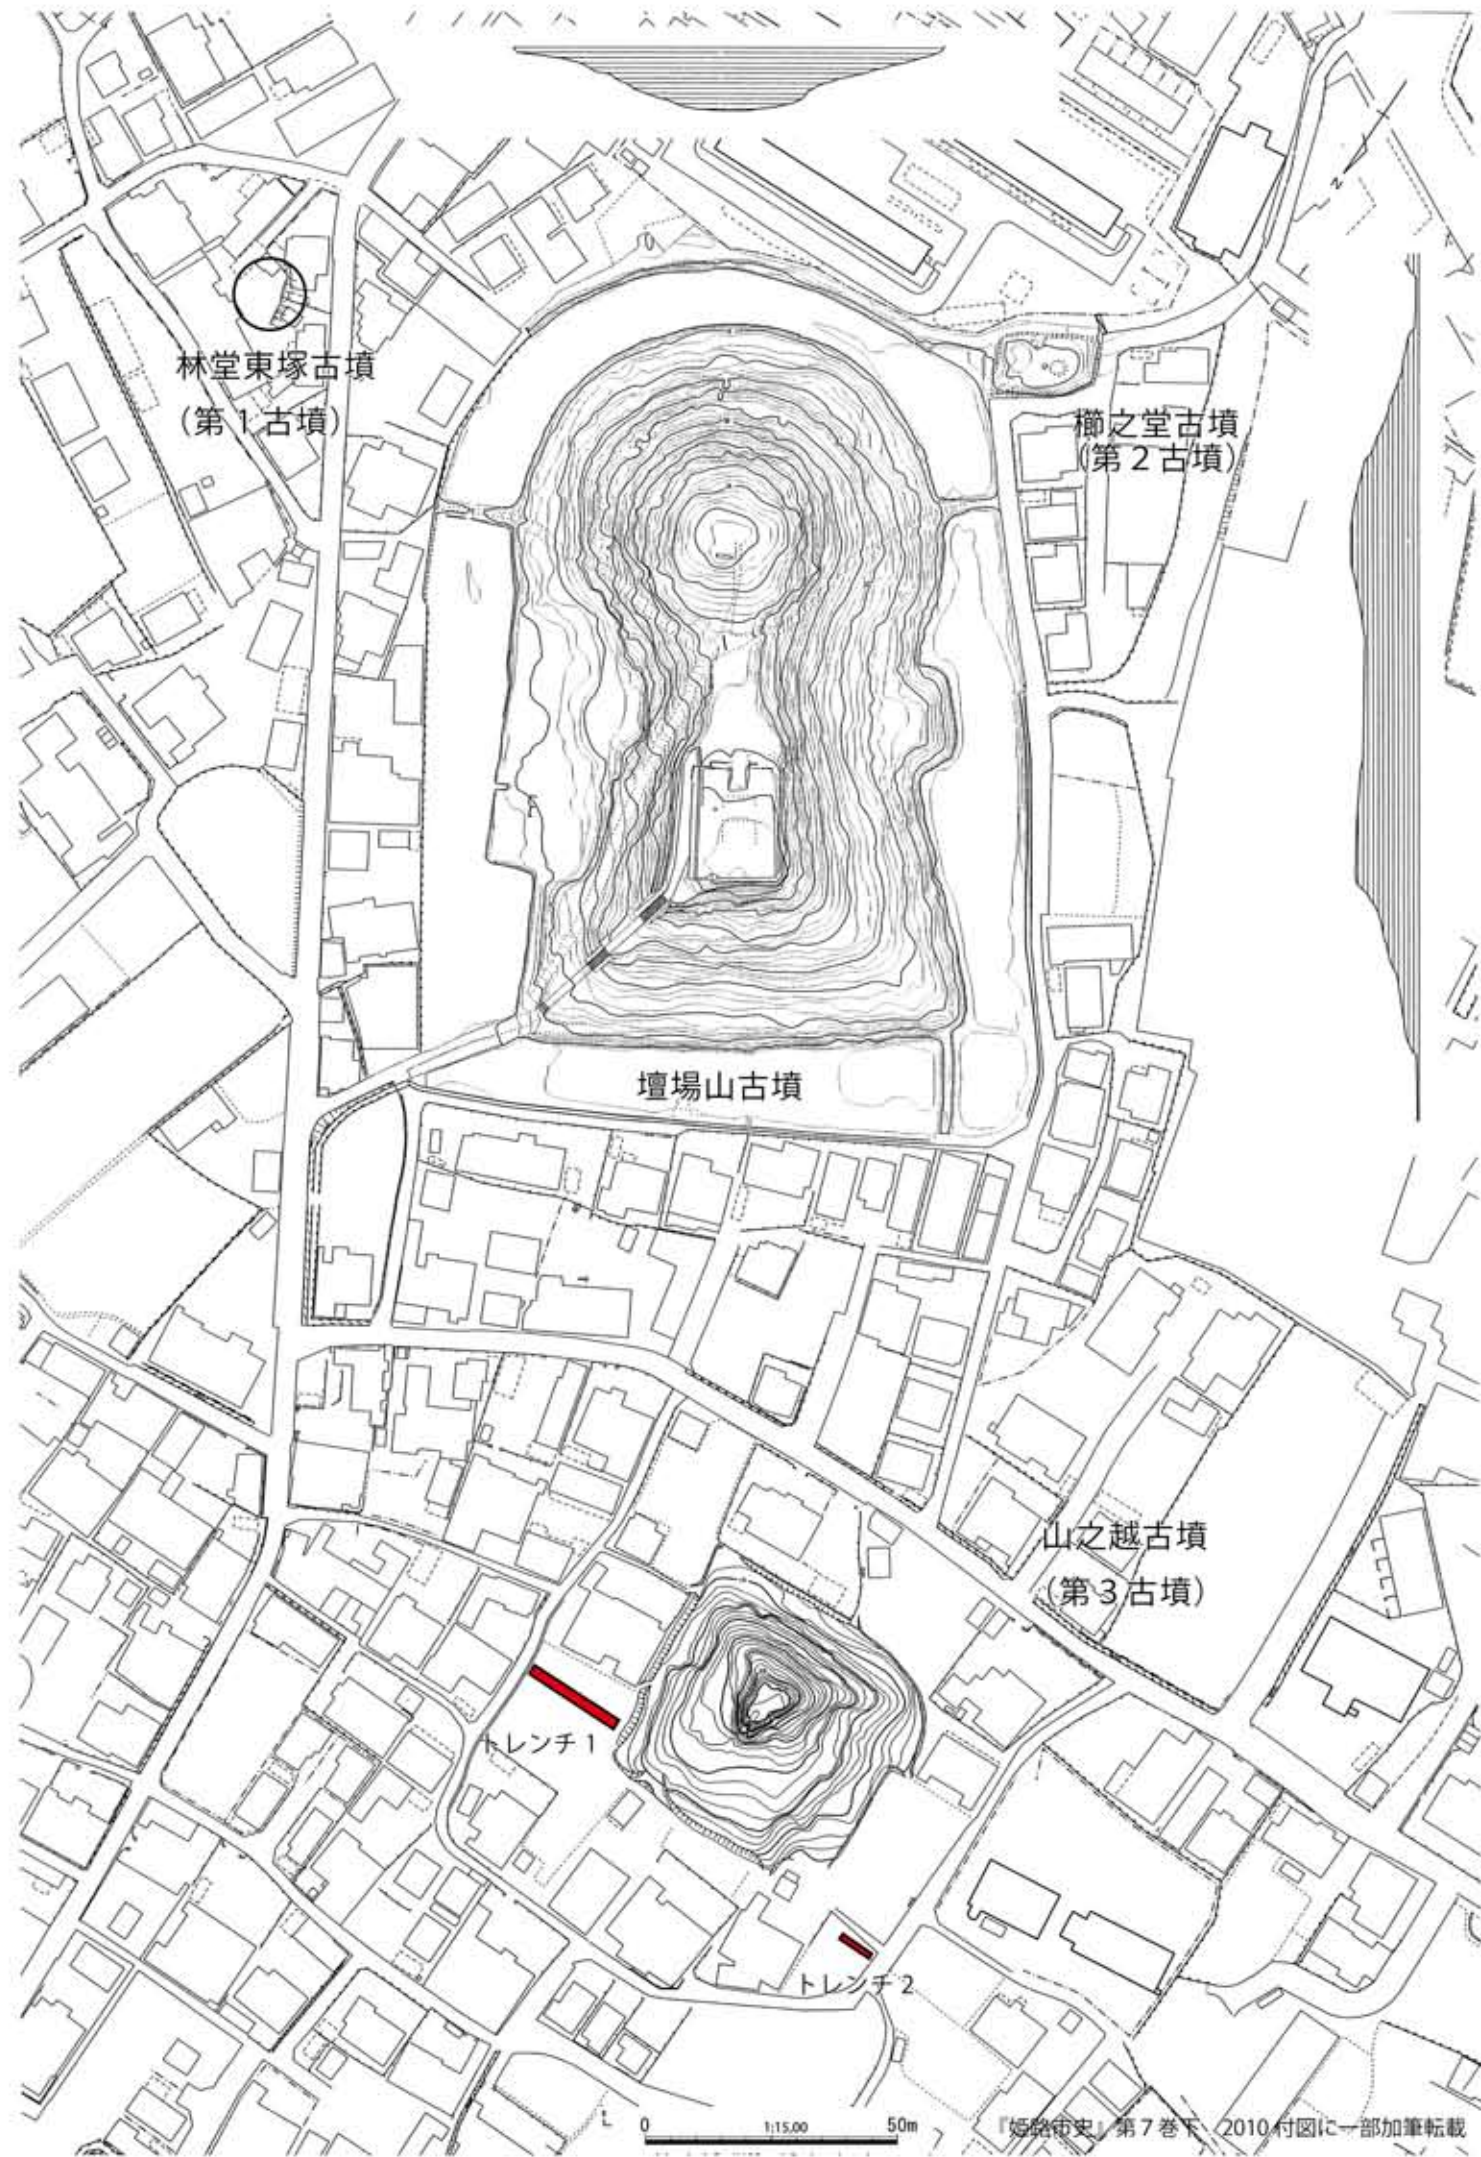 N
林堂東塚古墳
（第１古墳）
櫛之堂古墳
（第２古墳）
壇場山古墳
山之越古墳
（第３古墳）
トレンチ 1
トレンチ 2
0
1:15,00
50m
『姫路市史』第７巻下　2010 付図に一部加筆転載